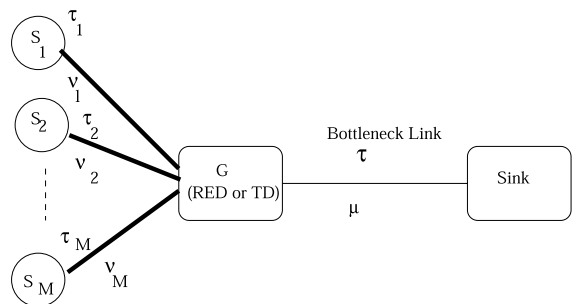 τ1
S1
ν1
τ2
S2
ν2
τM
SM
νM
G
(RED or TD)
Bottleneck Link
τ
μ
Sink